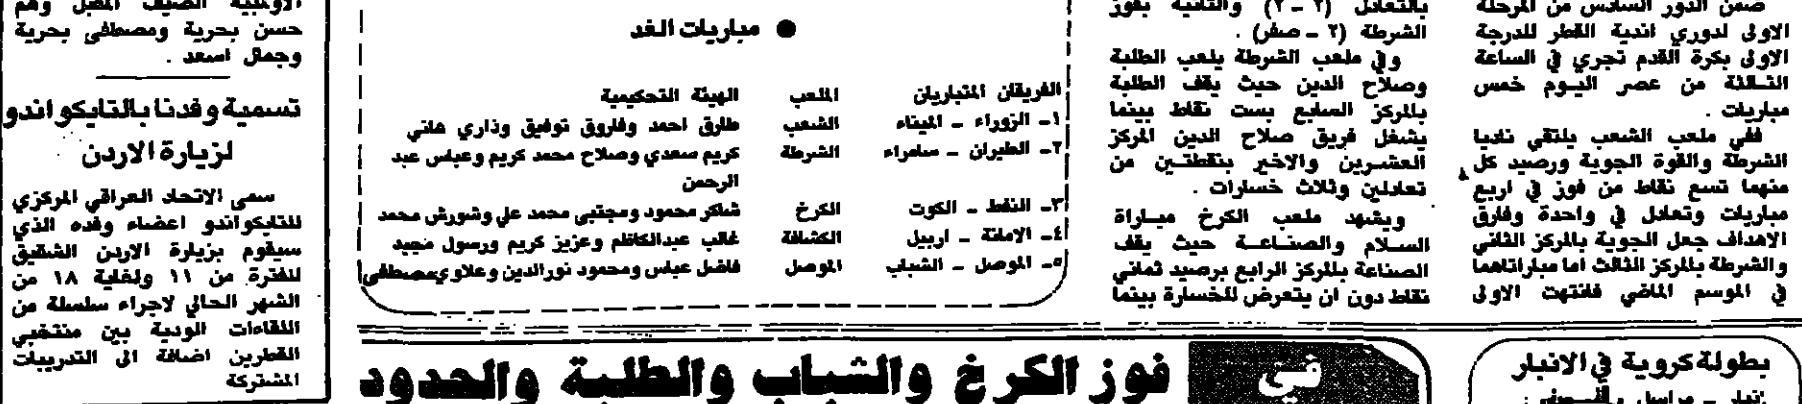 ضمن الدور السادس من المرحلة
الاولى لدوري اندية القطر للدرجة
الاولى بكرة القدم تجري في الساعة
الثالثة من عصر اليوم خمس
مباريات .
ففي ملعب الشعب يلتقي ناديا
الشرطة والقوة الجوية ورصيد كل
منهما تسع نقاط من فوز في اربع
مباريات وتعادل في واحدة وفارق
الاهداف جعل الجوية بالمركز الثاني
والشرطة بالمركز الثالث اما مباراتاهما
في الموسم الماضي فانتهت الاولى
بالتعادل (٢ - ٢) والثانية بفوز
الشرطة (٢ - صفر) .
وفي ملعب الشرطة يلعب الطلبة
وصلاح الدين حيث يقف الطلبة
بالمركز السابع بست نقاط بينما
يشغل فريق صلاح الدين المركز
العشرين والاخير بنقطتين من
تعادلين وثلاث خسارات .
ويشهد ملعب الكرخ مباراة
السلام والصناعة حيث يقف
الصناعة بالمركز الرابع برصيد ثماني
نقاط دون ان يتعرض للخسارة بينما
● مباريات الغد
الفريقان المتباريان الملعب الهيئة التحكيمية
١- الزوراء - الميناء الشعب طارق احمد وفاروق توفيق وذاري هاني
٢- الطيران - سامراء الشرطة كريم سعدي وصلاح محمد كريم وعباس عبد
الرحمن
٣- النفط - الكوت الكرخ شاكر محمود ومجتبى محمد علي وشورش محمد
٤- الامانة - اربيل الكشافة غالب عبدالكاظم وعزيز كريم ورسول مجيد
٥- الموصل - الشباب الموصل فاضل عباس ومحمود نورالدين وعلاوي مصطفى
الاولمبية الصيف المقبل وهم
حسن بحرية ومصطفى بحرية
وجمال اسعد .
تسمية وفدنا بالتايكواندو
لزيارة الاردن
سمى الاتحاد العراقي المركزي
للتايكواندو اعضاء وفده الذي
سيقوم بزيارة الاردن الشقيق
للفترة من ١١ ولغاية ١٨ من
الشهر الحالي لاجراء سلسلة من
اللقاءات الودية بين منتخبي
القطرين اضافة الى التدريبات
المشتركة
بطولة كروية في الانبار
في
فوز الكرخ والشباب والطلبة والحدود